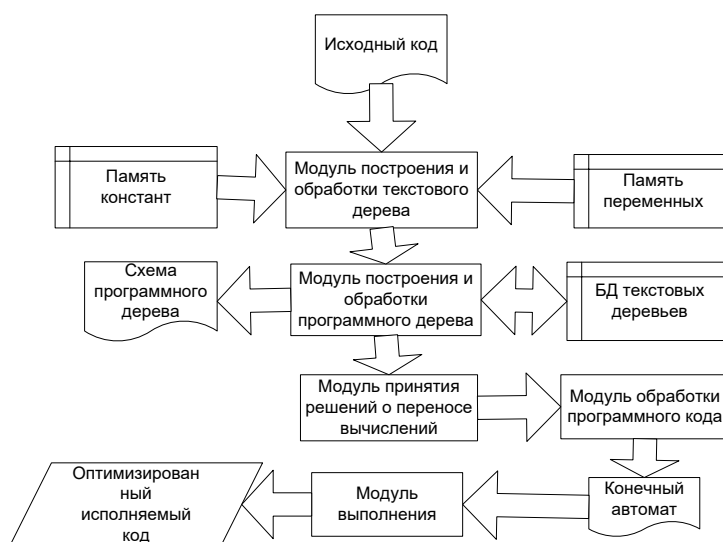 Исходный код
Память
констант
Модуль построения и
обработки текстового
дерева
Память
переменных
Схема
программного
дерева
Модуль построения и
обработки
программного дерева
БД текстовых
деревьев
Модуль принятия
решений о переносе
вычислений
Модуль обработки
программного кода
Оптимизирован
ный
исполняемый
код
Модуль
выполнения
Конечный
автомат